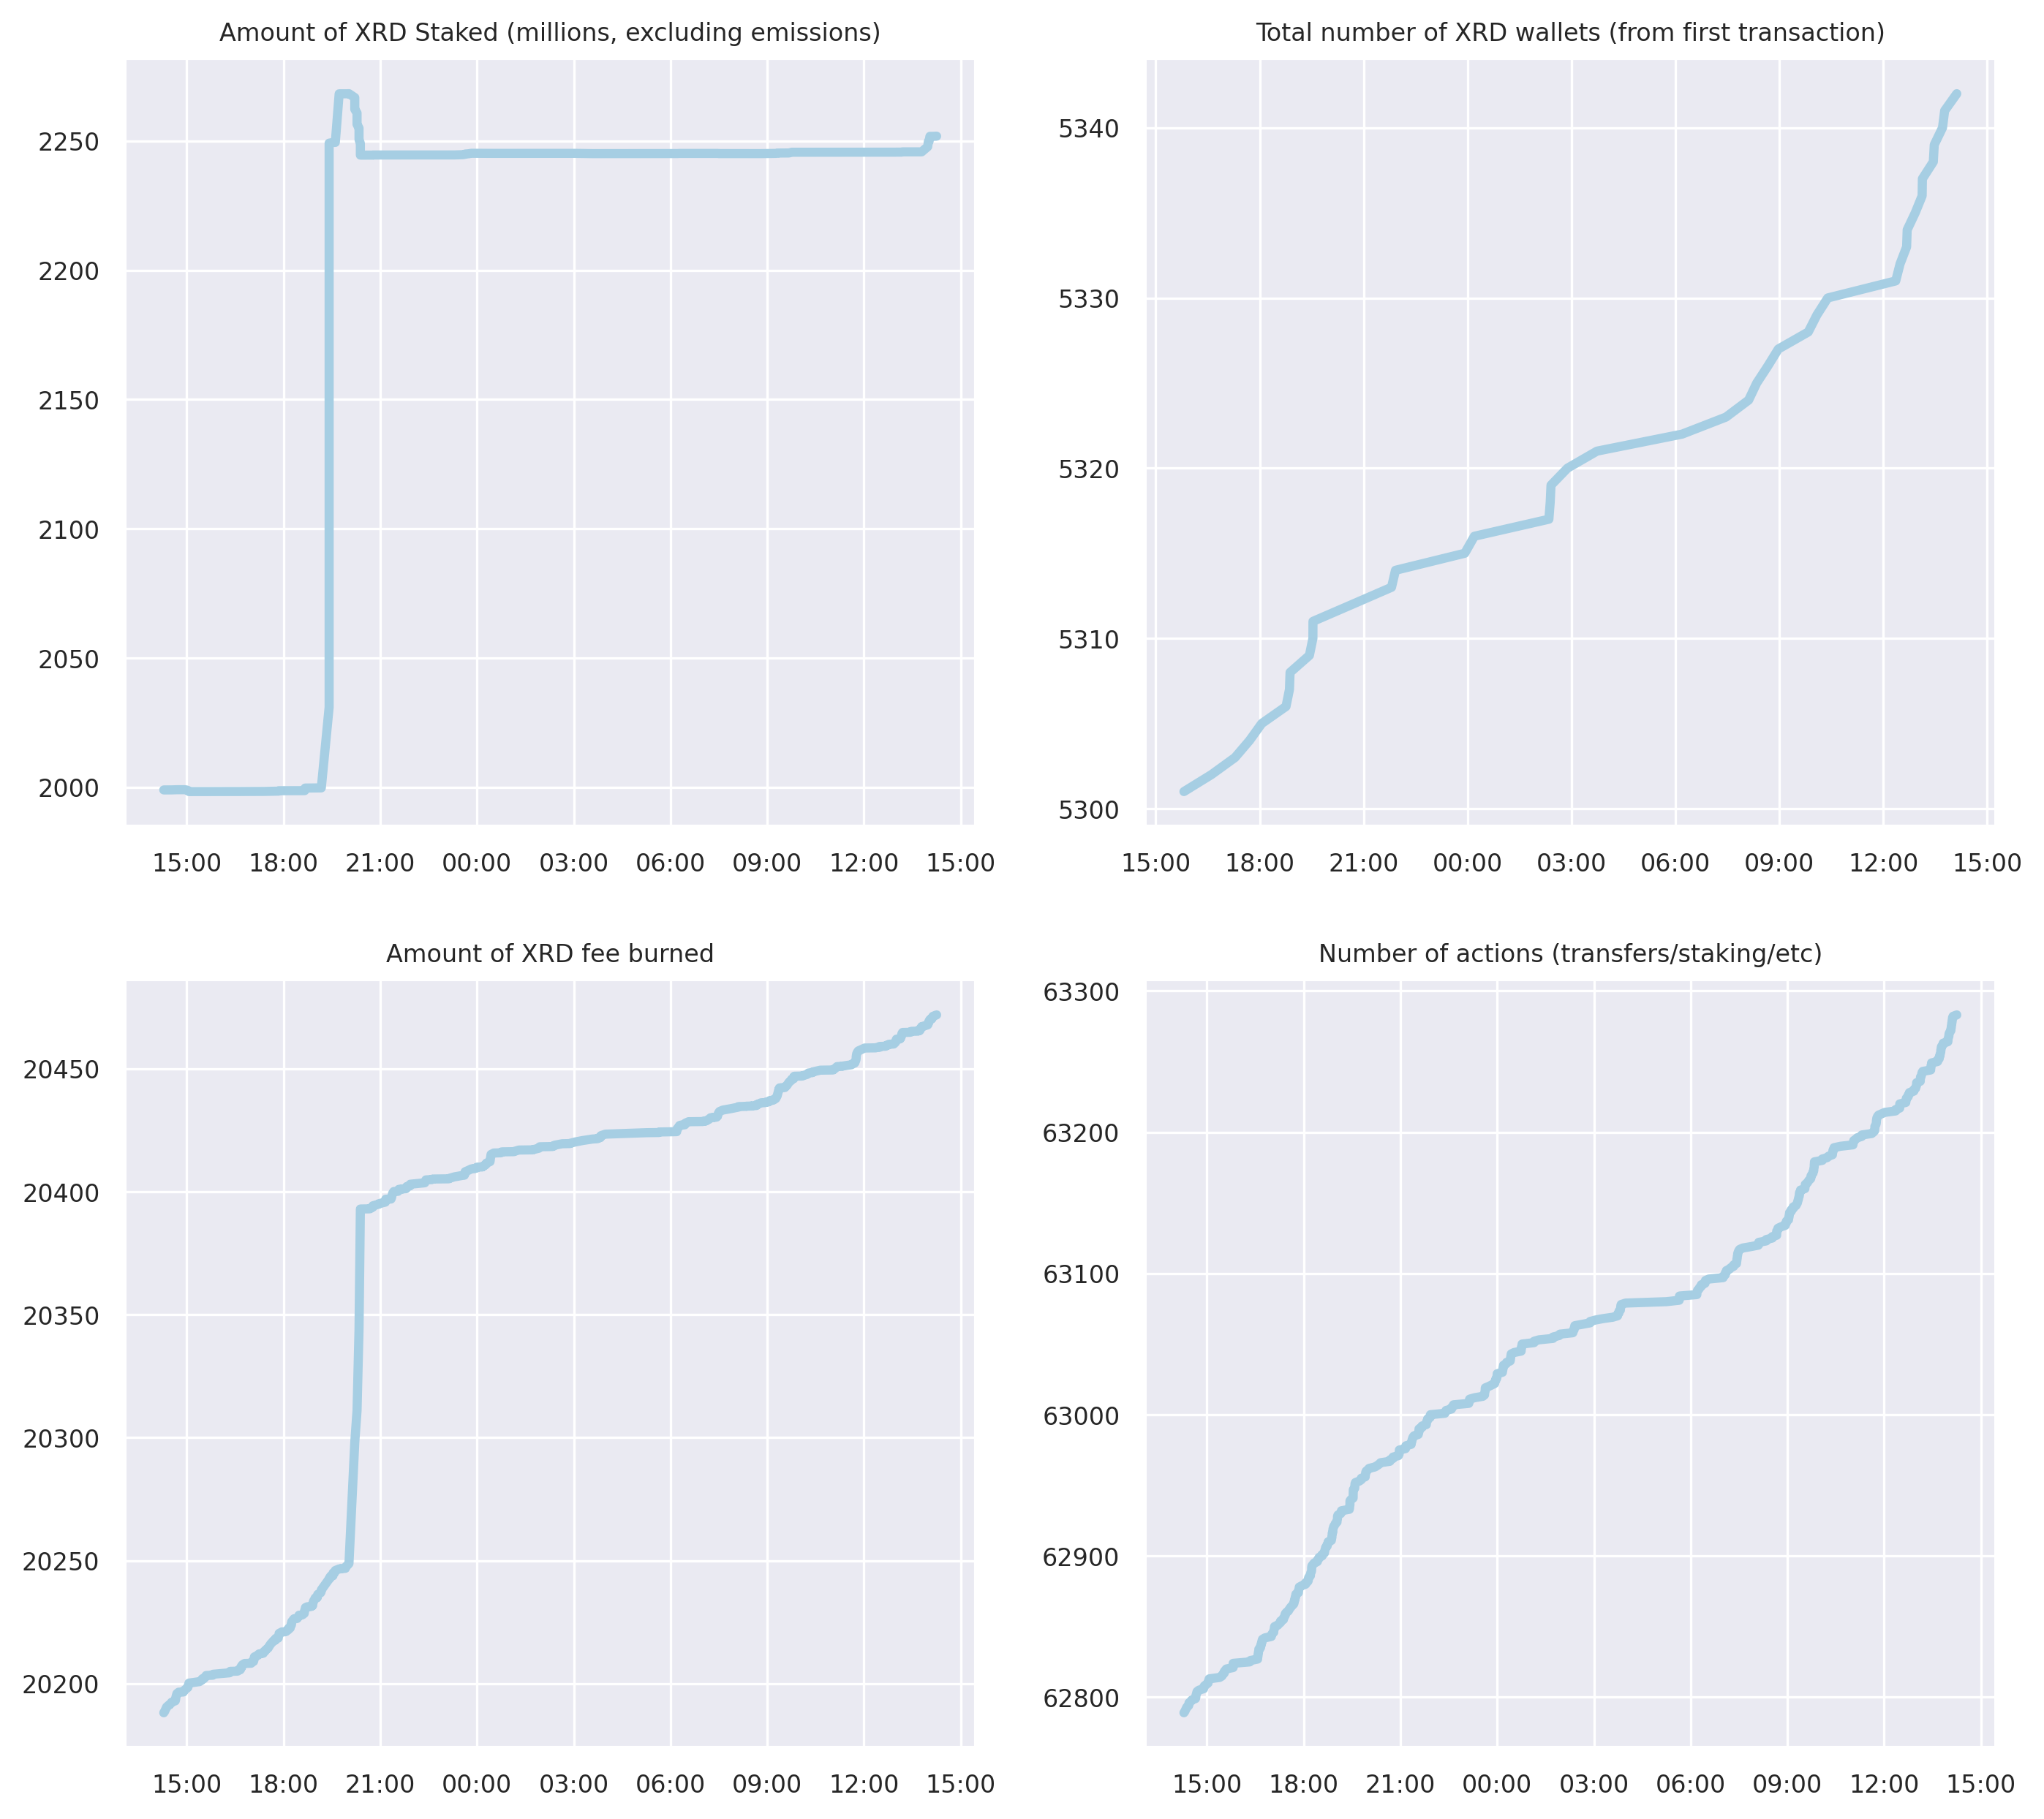 Amount of XRD Staked (millions, excluding emissions)
2250
2200
2150
2100
2050
2000
15:00 18:00 21:00 00:00 03:00 06:00 09:00 12:00 15:00
Total number of XRD wallets (from first transaction)
5340
5330
5320
5310
5300
15:00 18:00 21:00 00:00 03:00 06:00 09:00 12:00 15:00
Amount of XRD fee burned
20450
20400
20350
20300
20250
20200
15:00 18:00 21:00 00:00 03:00 06:00 09:00 12:00 15:00
Number of actions (transfers/staking/etc)
63300
63200
63100
63000
62900
62800
15:00 18:00 21:00 00:00 03:00 06:00 09:00 12:00 15:00